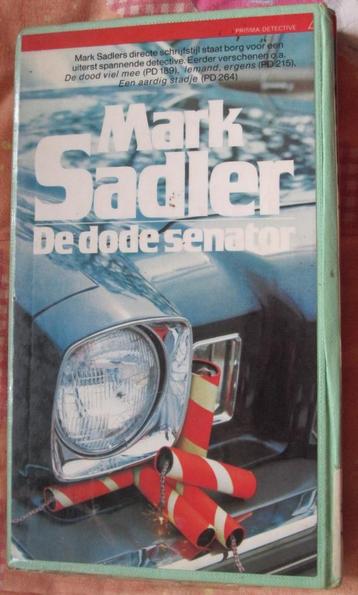 PRISMA-DETECTIVE
Mark Sadlers directe schrijfstijl staat borg voor een
uiterst spannende detective. Eerder verschenen o.a.
De dood viel mee (PD 189), Iemand, ergens (PD 215),
Een aardig stadje (PD 264)
Mark
Sadler
De dode senator